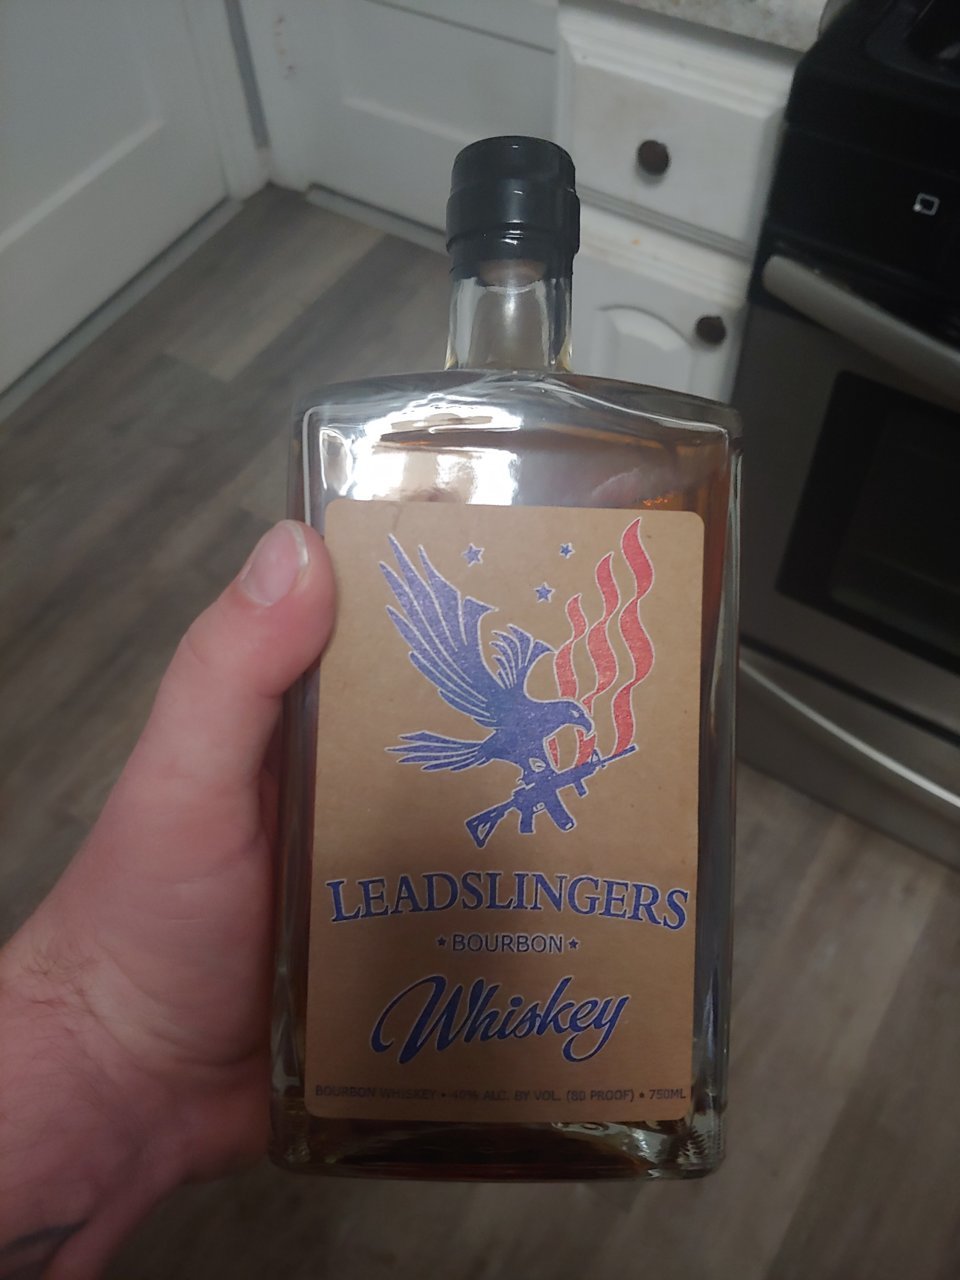 LEADSLINGERS
★BOURBON★
Whiskey
BOURBON WHISKEY • 40% ALC. BY VOL. (80 PROOF) • 750ML